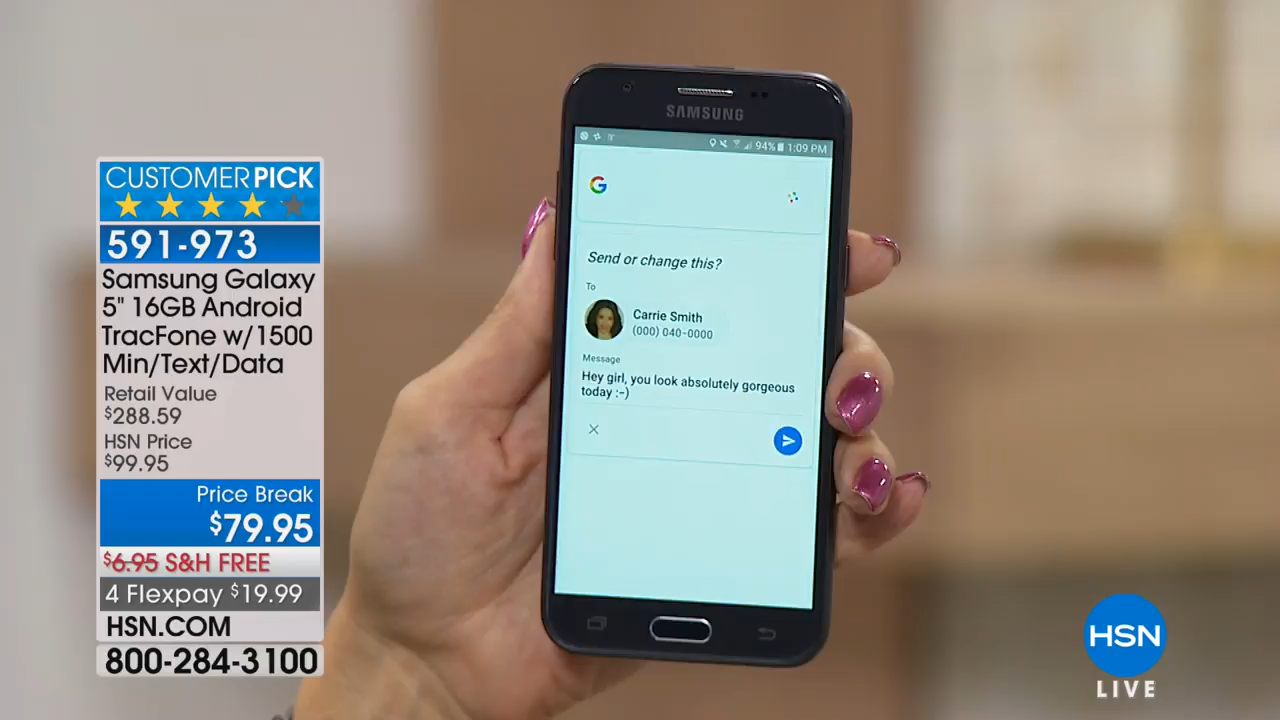 CUSTOMER PICK
591-973
Samsung Galaxy
5" 16GB Android
TracFone w/1500
Min/Text/Data
Retail Value
$288.59
HSN Price
$99.95
Price Break
$79.95
$6.95 S&H FREE
4 Flexpay $19.99
HSN.COM
800-284-3100
SAMSUNG
94% 1:09 PM
G
Send or change this?
To
Carrie Smith
(000) 040-0000
Message
Hey girl, you look absolutely gorgeous
today :-)
HSN
LIVE